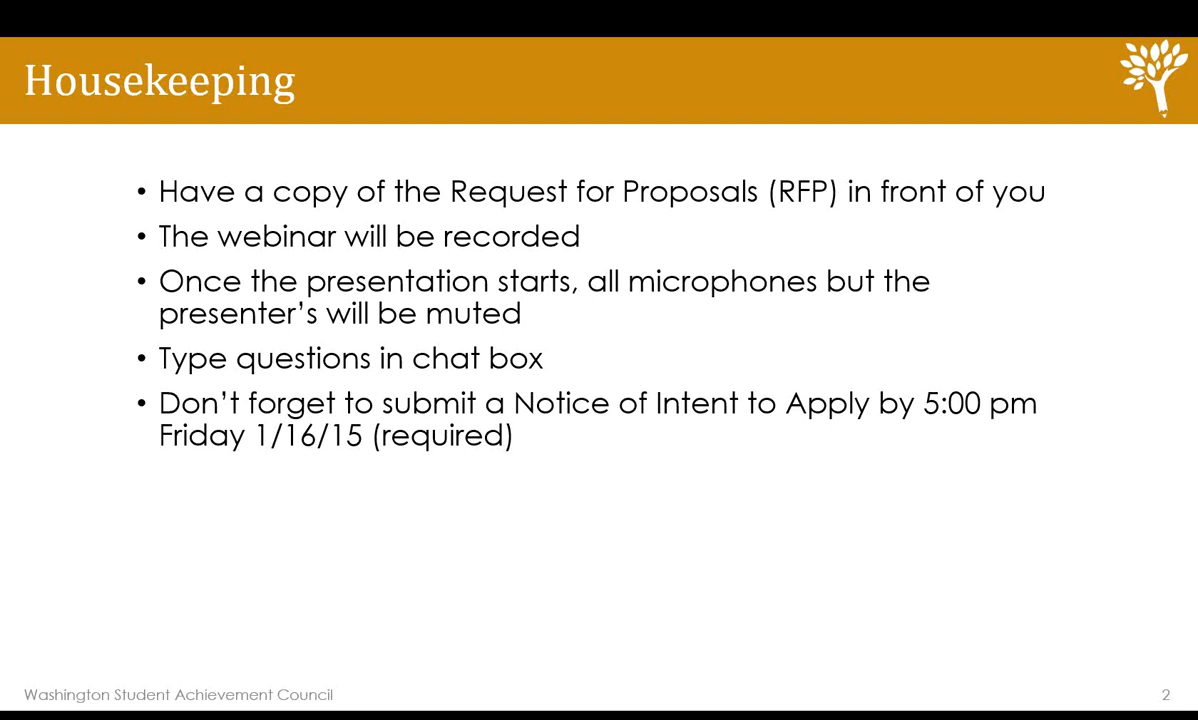 Housekeeping
• Have a copy of the Request for Proposals (RFP) in front of you
• The webinar will be recorded
• Once the presentation starts, all microphones but the
presenter’s will be muted
• Type questions in chat box
• Don’t forget to submit a Notice of Intent to Apply by 5:00 pm
Friday 1/16/15 (required)
Washington Student Achievement Council
2